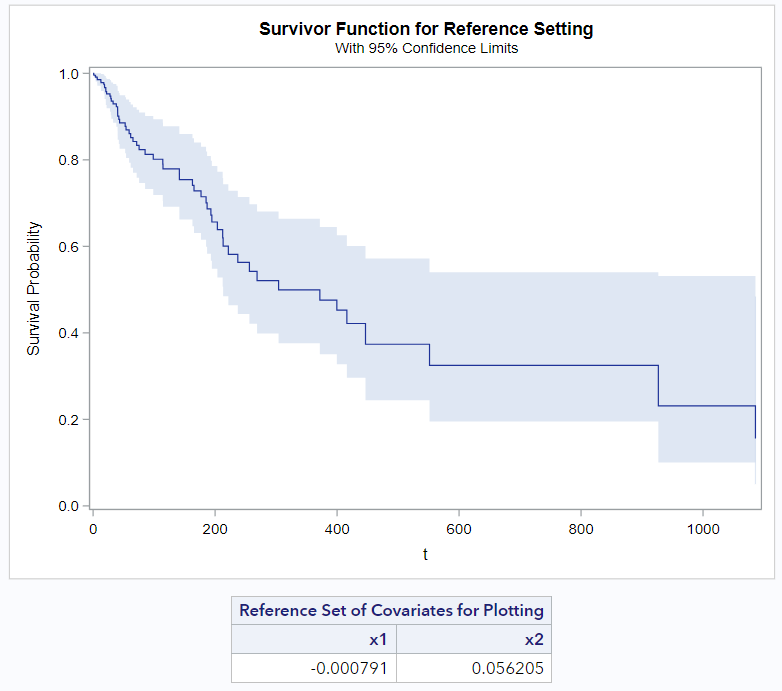 Survivor Function for Reference Setting
With 95% Confidence Limits
1.0
0.8
0.6
0.4
0.2
0.0
Survival Probability
0 200 400 600 800 1000
t
Reference Set of Covariates for Plotting
x1 x2
-0.000791 0.056205